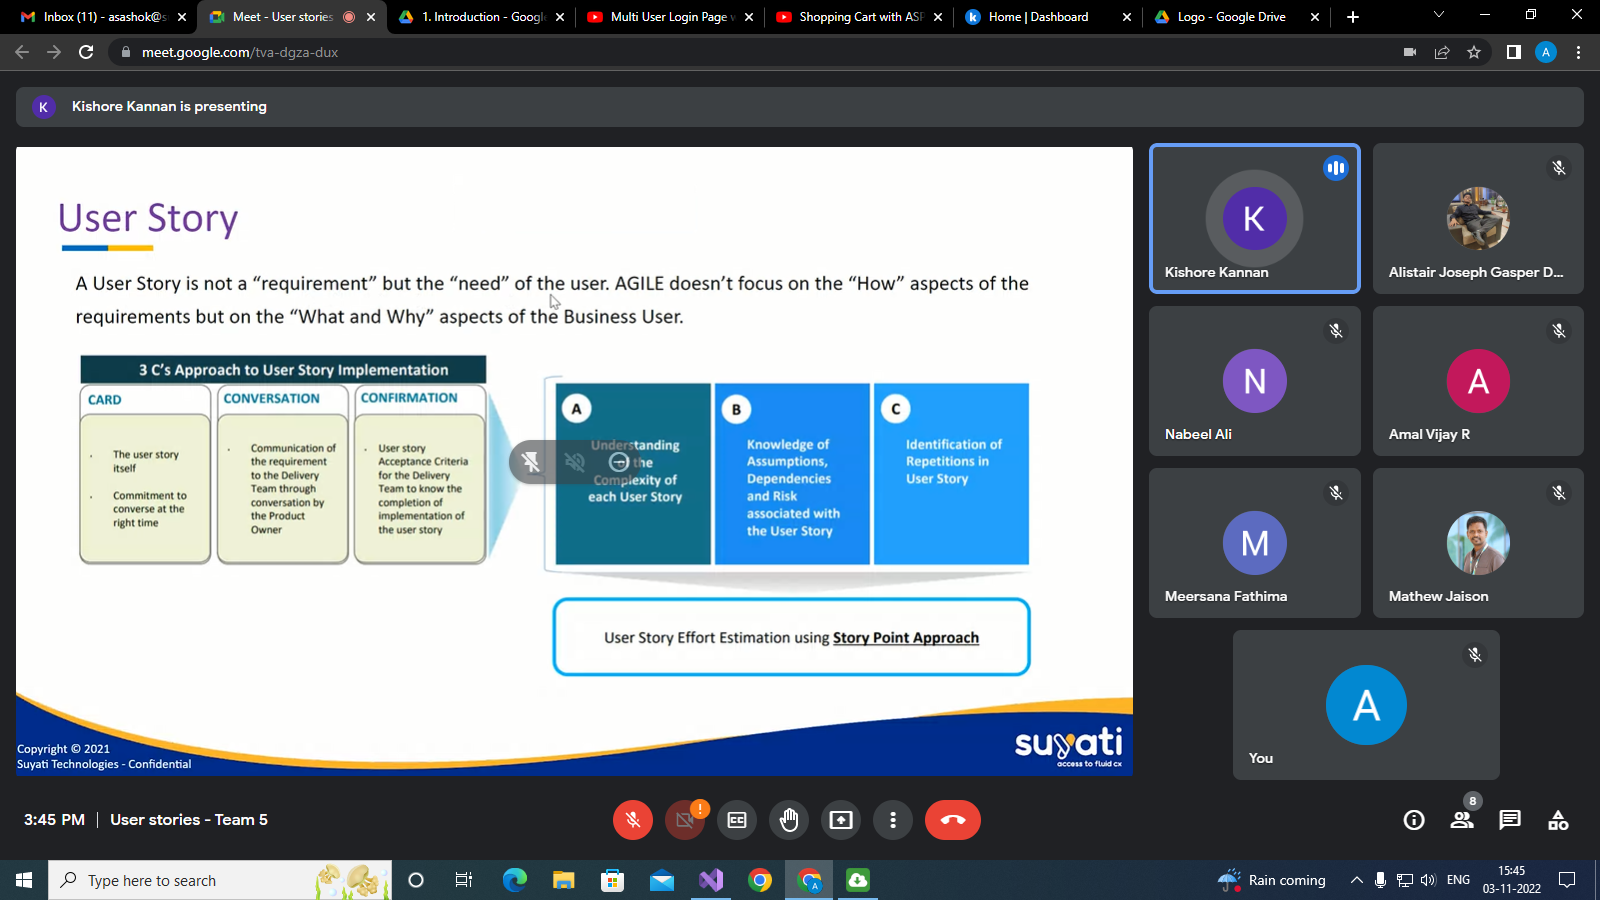 Inbox (11) - asashok@s
Meet - User stories
1. Introduction - Google
Multi User Login Page w
Shopping Cart with ASP
Home | Dashboard
Logo - Google Drive
meet.google.com/tva-dgza-dux
A
K
Kishore Kannan is presenting
User Story
A User Story is not a “requirement” but the “need” of the user. AGILE doesn’t focus on the “How” aspects of the
requirements but on the “What and Why” aspects of the Business User.
3 C’s Approach to User Story Implementation
CARD
· The user story
itself
· Commitment to
converse at the
right time
CONVERSATION
· Communication of
the requirement
to the Delivery
Team through
conversation by
the Product
Owner
CONFIRMATION
· User story
Acceptance Criteria
for the Delivery
Team to know the
completion of
implementation of
the user story
A
Understanding
of the
Complexity of
each User Story
B
Knowledge of
Assumptions,
Dependencies
and Risk
associated with
the User Story
C
Identification of
Repetitions in
User Story
User Story Effort Estimation using Story Point Approach
Copyright © 2021
Suyati Technologies - Confidential
suyati
access to fluid cx
K
Kishore Kannan
Alistair Joseph Gasper D...
N
Nabeel Ali
A
Amal Vijay R
M
Meersana Fathima
Mathew Jaison
A
You
3:45 PM | User stories - Team 5
8
Type here to search
Rain coming
ENG
15:45
03-11-2022